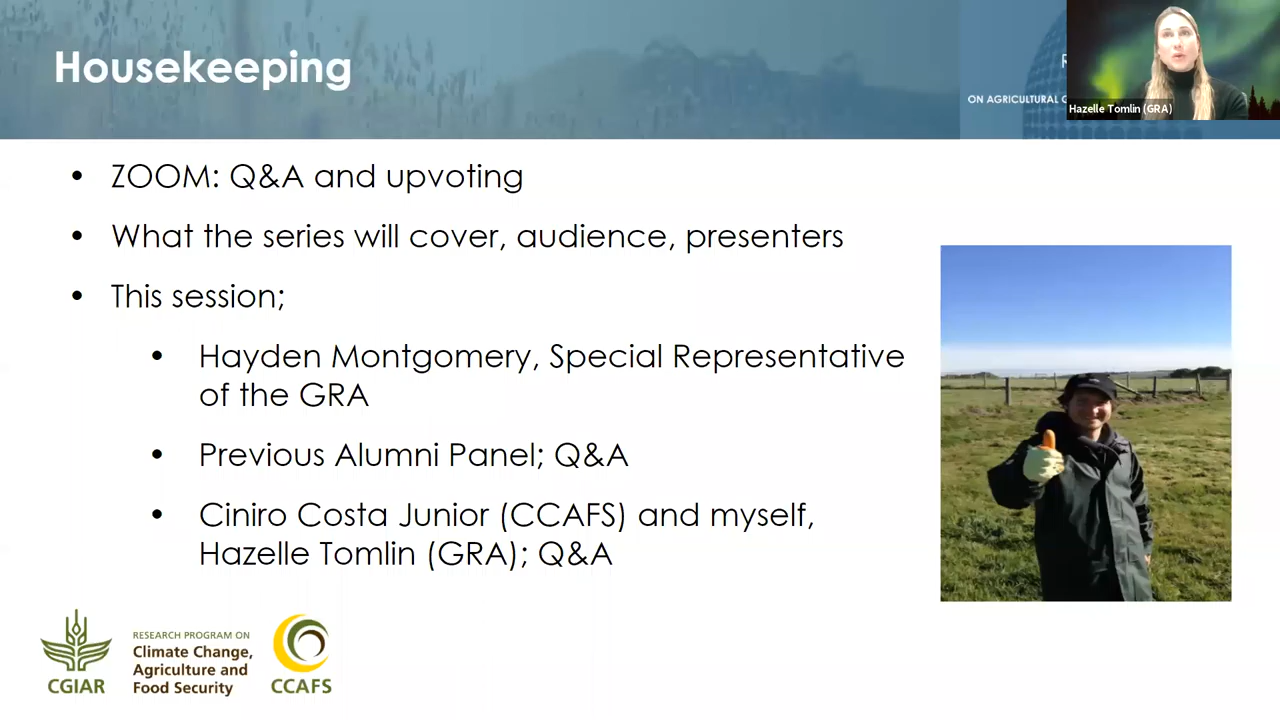 Housekeeping
ON AGRICULTURAL
Hazelle Tomlin (GRA)
• ZOOM: Q&A and upvoting
• What the series will cover, audience, presenters
• This session;
• Hayden Montgomery, Special Representative
of the GRA
• Previous Alumni Panel; Q&A
• Ciniro Costa Junior (CCAFS) and myself,
Hazelle Tomlin (GRA); Q&A
CGIAR
RESEARCH PROGRAM ON
Climate Change,
Agriculture and
Food Security
CCAFS